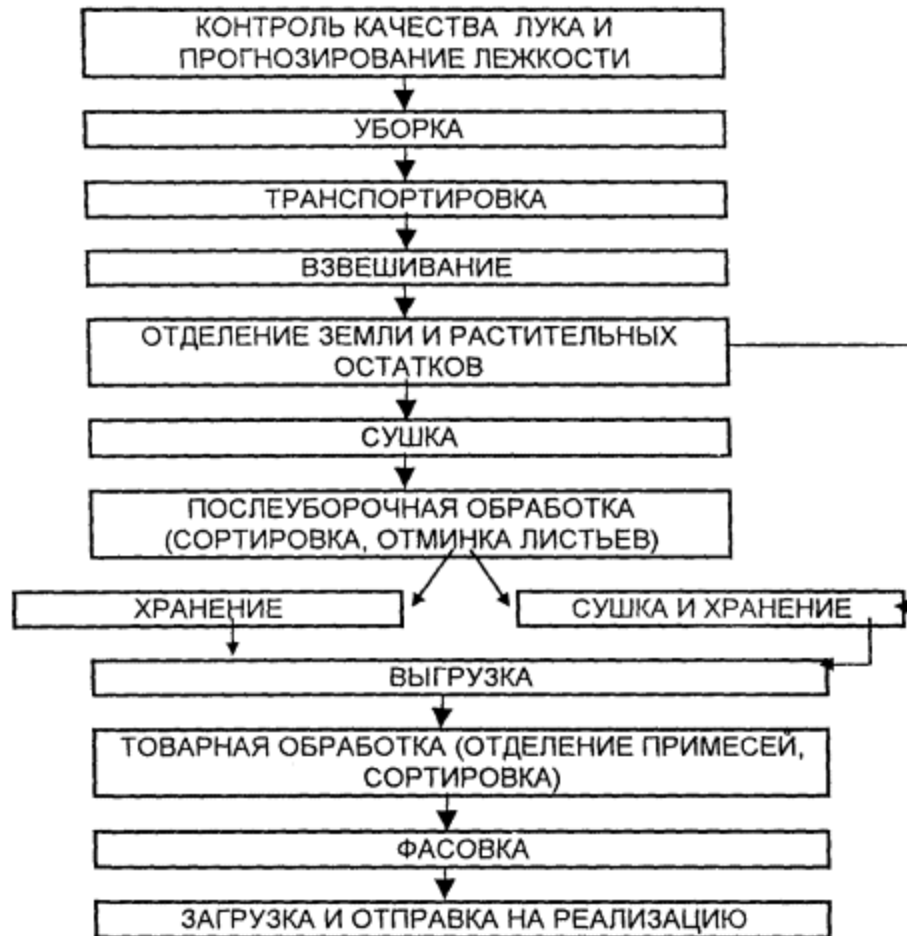 КОНТРОЛЬ КАЧЕСТВА ЛУКА И
ПРОГНОЗИРОВАНИЕ ЛЕЖКОСТИ
УБОРКА
ТРАНСПОРТИРОВКА
ВЗВЕШИВАНИЕ
ОТДЕЛЕНИЕ ЗЕМЛИ И РАСТИТЕЛЬНЫХ
ОСТАТКОВ
СУШКА
ПОСЛЕУБОРОЧНАЯ ОБРАБОТКА
(СОРТИРОВКА, ОТМИНКА ЛИСТЬЕВ)
ХРАНЕНИЕ
СУШКА И ХРАНЕНИЕ
ВЫГРУЗКА
ТОВАРНАЯ ОБРАБОТКА (ОТДЕЛЕНИЕ ПРИМЕСЕЙ,
СОРТИРОВКА)
ФАСОВКА
ЗАГРУЗКА И ОТПРАВКА НА РЕАЛИЗАЦИЮ